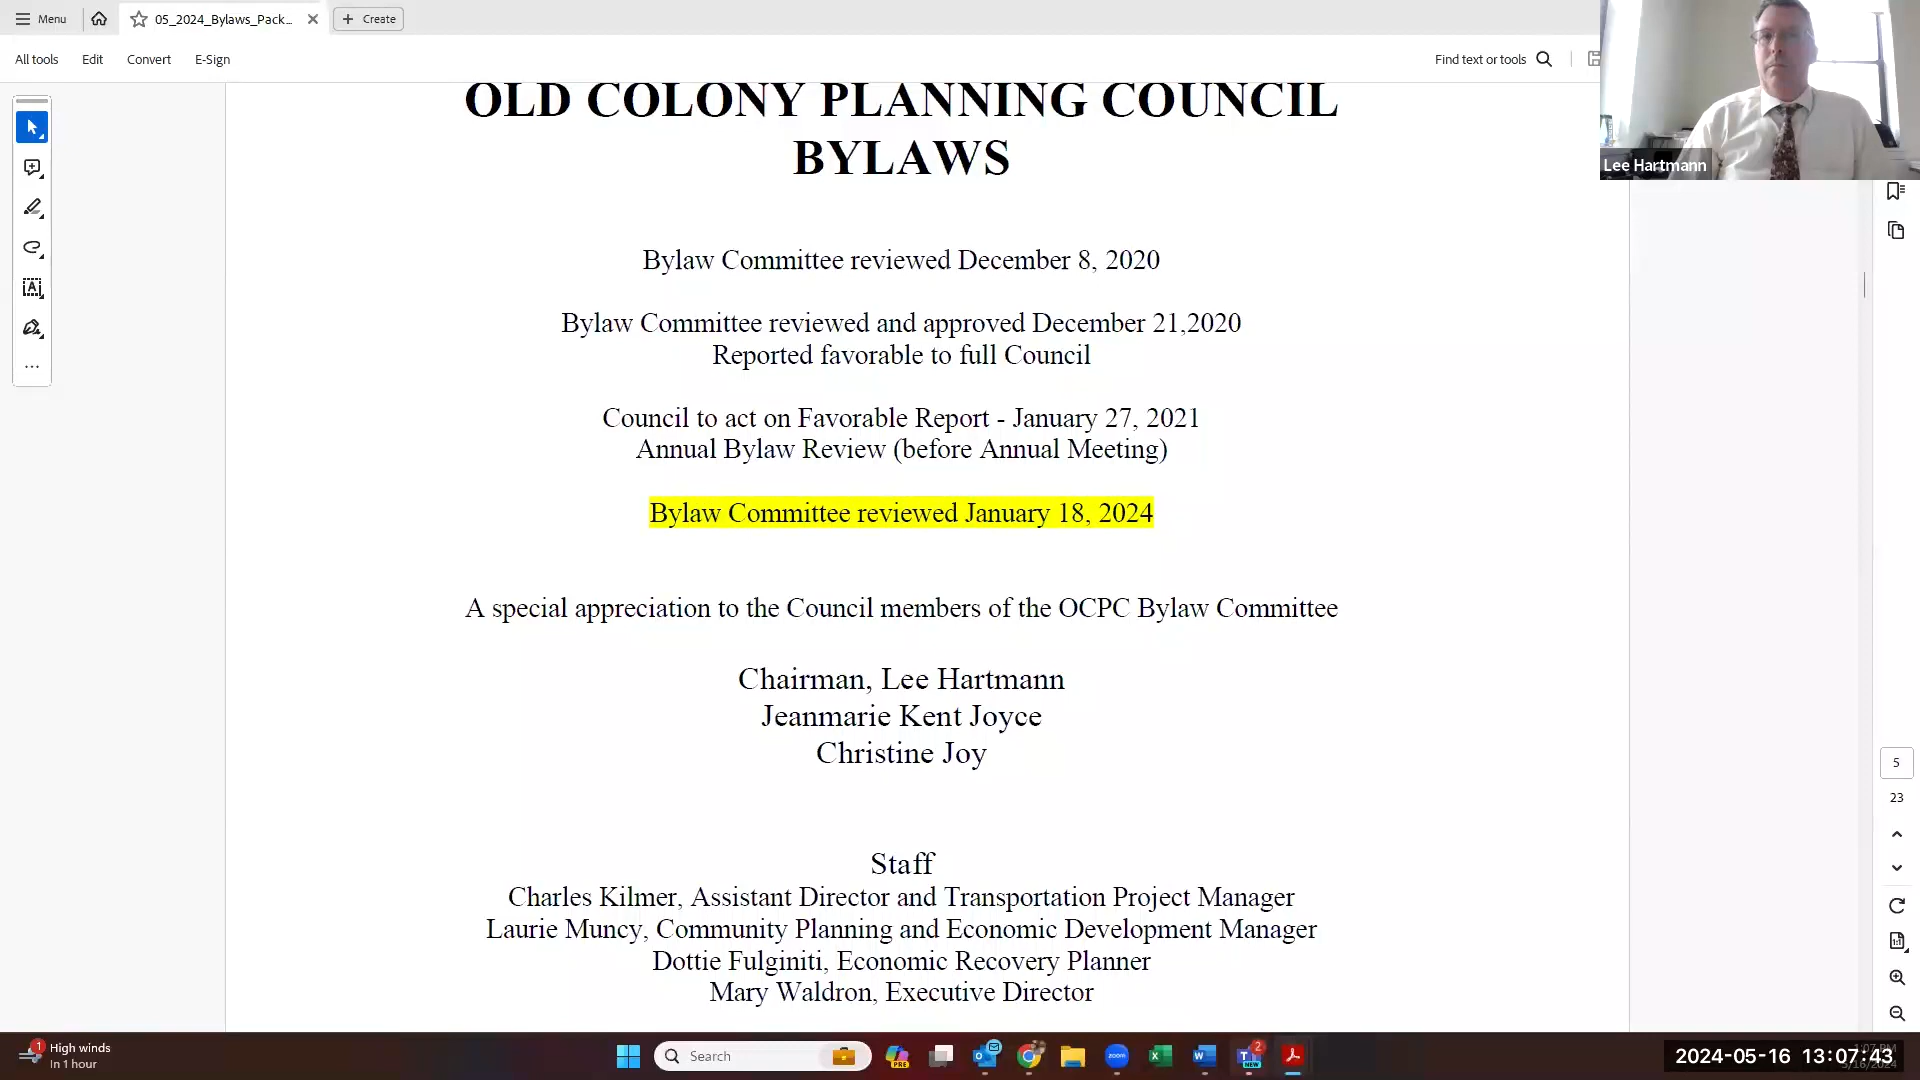 Menu
05_2024_Bylaws_Pack...
Create
All tools
Edit
Convert
E-Sign
Find text or tools
Lee Hartmann
OLD COLONY PLANNING COUNCIL
BYLAWS
Bylaw Committee reviewed December 8, 2020
Bylaw Committee reviewed and approved December 21,2020
Reported favorable to full Council
Council to act on Favorable Report - January 27, 2021
Annual Bylaw Review (before Annual Meeting)
Bylaw Committee reviewed January 18, 2024
A special appreciation to the Council members of the OCPC Bylaw Committee
Chairman, Lee Hartmann
Jeanmarie Kent Joyce
Christine Joy
Staff
Charles Kilmer, Assistant Director and Transportation Project Manager
Laurie Muncy, Community Planning and Economic Development Manager
Dottie Fulginiti, Economic Recovery Planner
Mary Waldron, Executive Director
5
23
1
High winds
In 1 hour
Search
PRE
zoom
2
NEW
2024-05-16 13:07:43